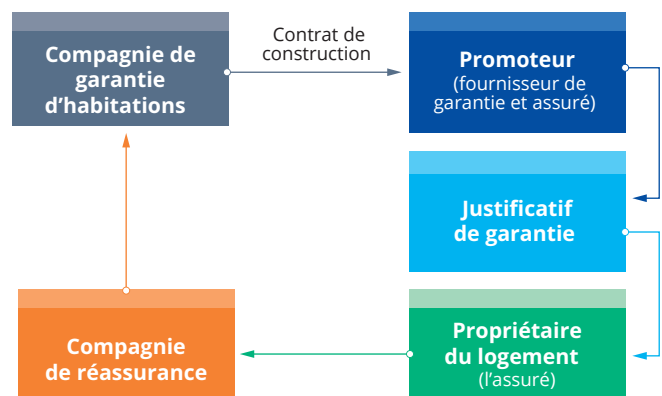 Compagnie de
garantie
d’habitations
Contrat de
construction
Promoteur
(fournisseur de
garantie et assuré)
Justificatif
de garantie
Propriétaire
du logement
(l’assuré)
Compagnie
de réassurance